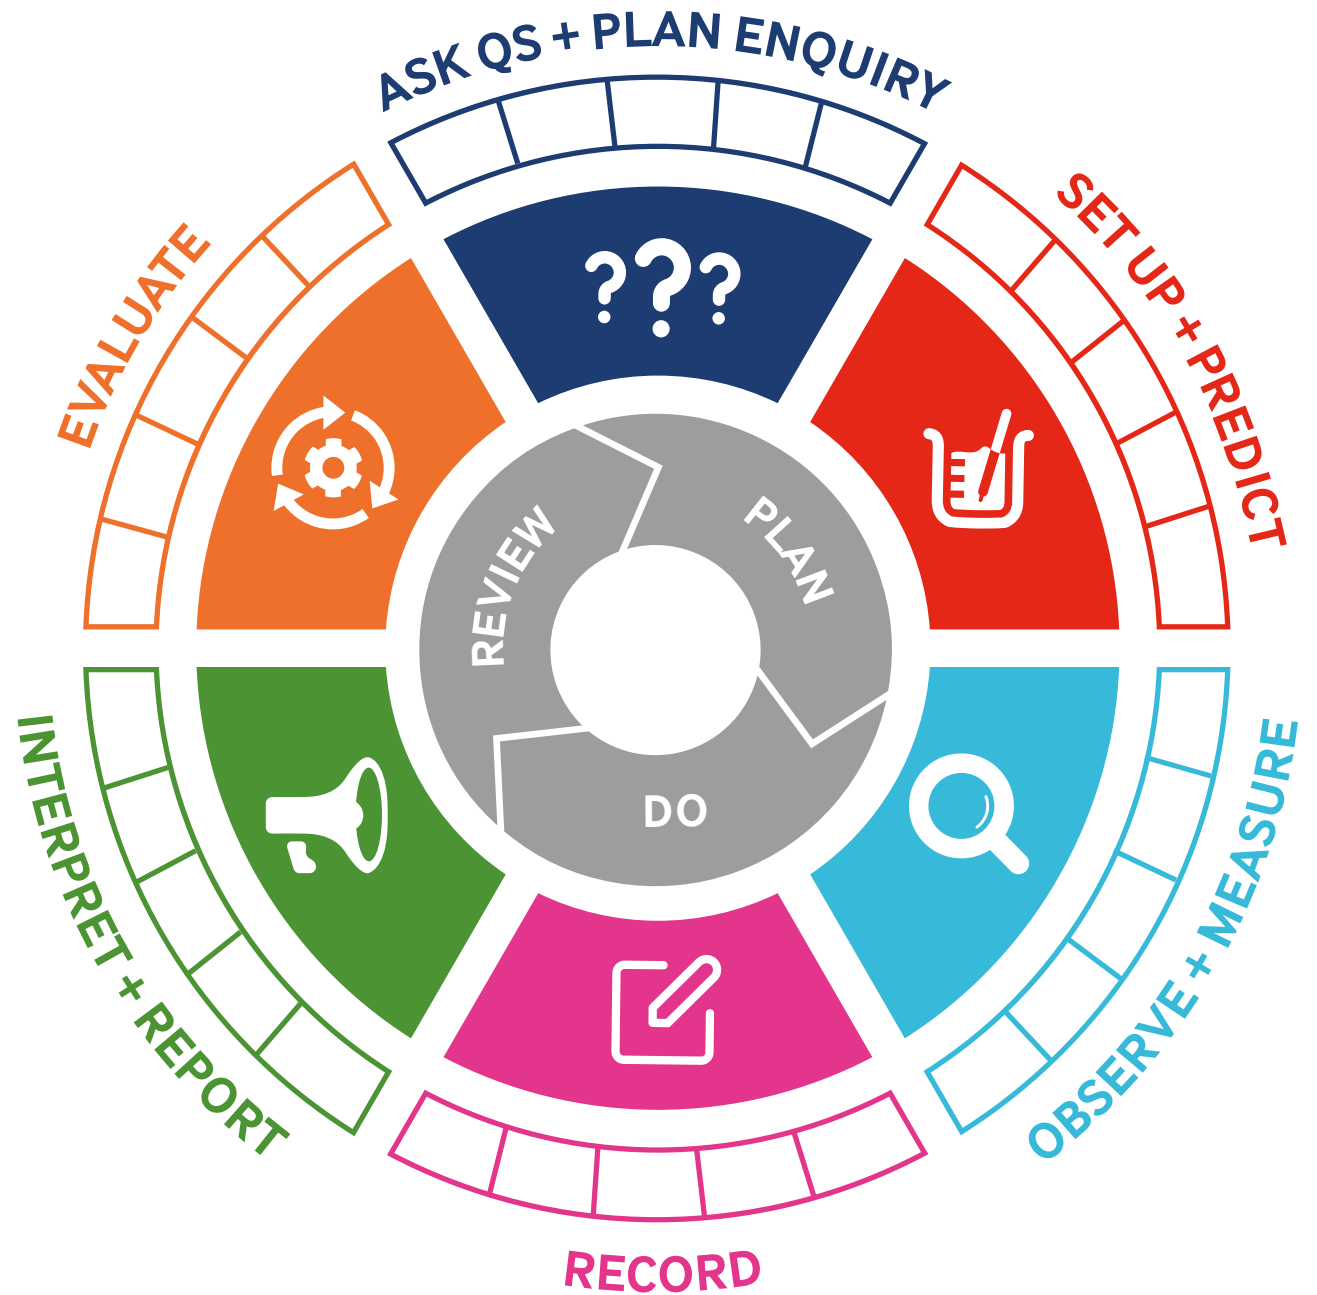 ASK QS + PLAN ENQUIRY
SET UP + PREDICT
OBSERVE + MEASURE
RECORD
INTERPRET + REPORT
EVALUATE
???
PLAN
DO
REVIEW